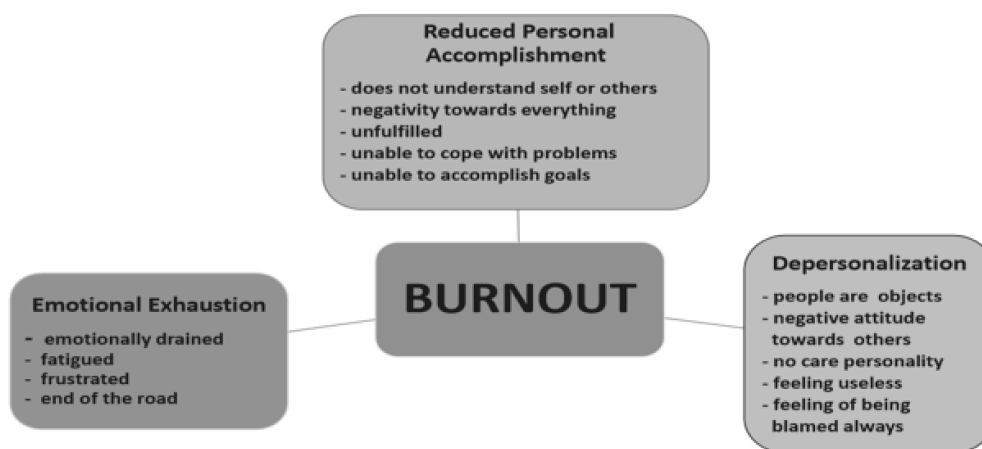 Reduced Personal
Accomplishment
- does not understand self or others
- negativity towards everything
- unfulfilled
- unable to cope with problems
- unable to accomplish goals
BURNOUT
Emotional Exhaustion
- emotionally drained
- fatigued
- frustrated
- end of the road
Depersonalization
- people are objects
- negative attitude
towards others
- no care personality
- feeling useless
- feeling of being
blamed always